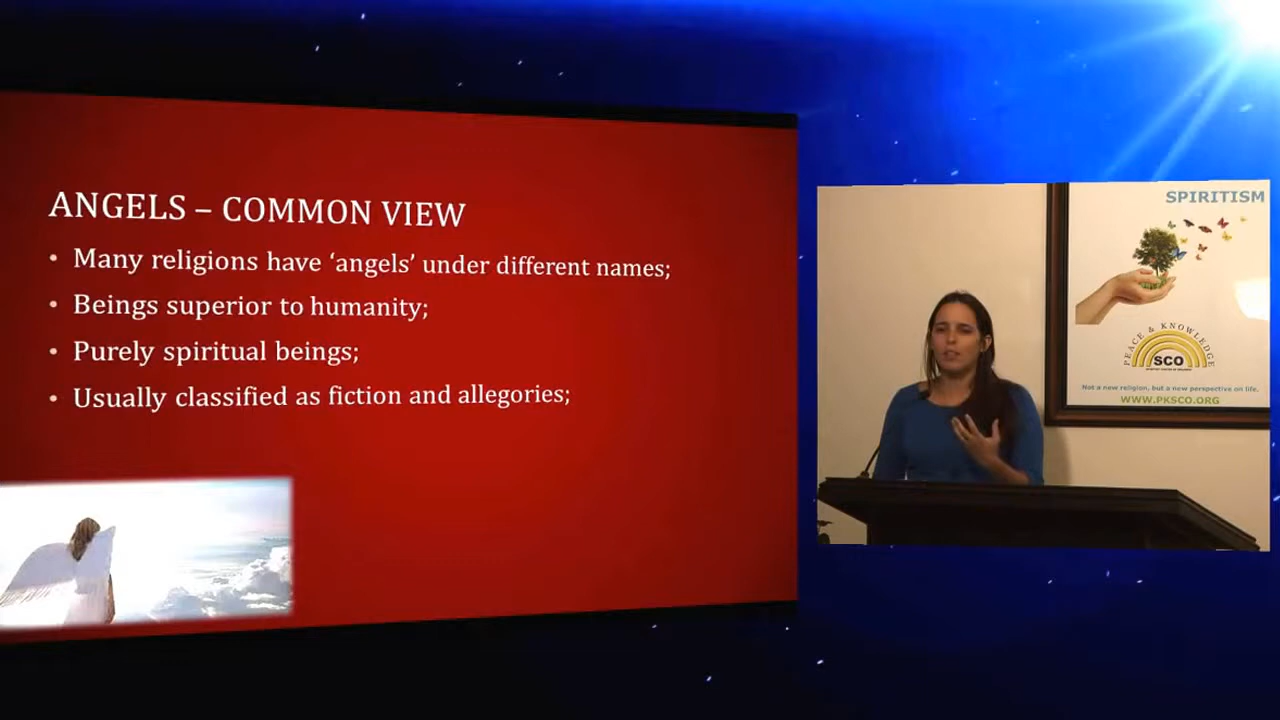 ANGELS – COMMON VIEW
• Many religions have ‘angels’ under different names;
• Beings superior to humanity;
• Purely spiritual beings;
• Usually classified as fiction and allegories;
SPIRITISM
PEACE & KNOWLEDGE
SCO
Not a new religion, but a new perspective on life.
WWW.PKSCO.ORG